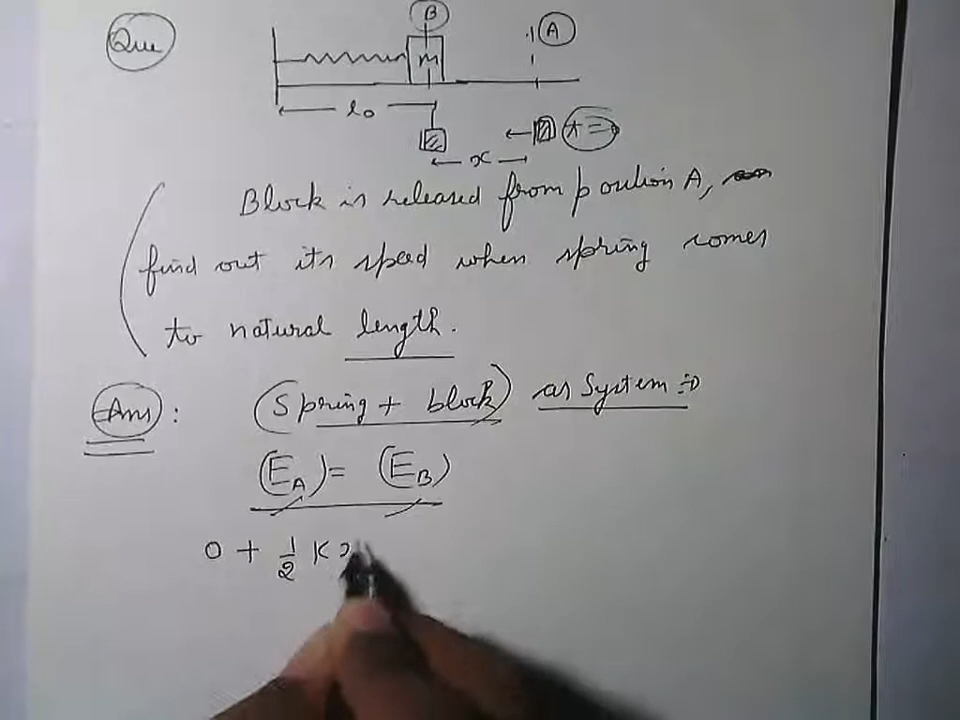 Que
B
A
m
l0
x
Block is released from position A,
find out its speed when spring comes
to natural length.
Ans :
(Spring + block) as System :⇒
(E_A) = (E_B)
0 + 1/2 K x